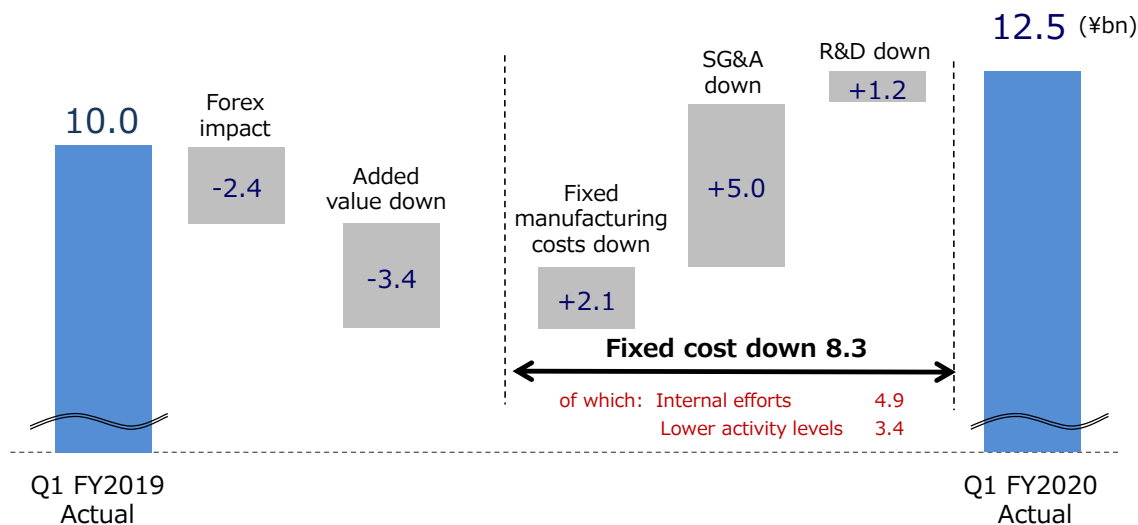 12.5 (¥bn)
10.0
Forex
impact
-2.4
Added
value down
-3.4
Fixed
manufacturing
costs down
+2.1
SG&A
down
+5.0
R&D down
+1.2
Fixed cost down 8.3
of which: Internal efforts 4.9
Lower activity levels 3.4
Q1 FY2019
Actual
Q1 FY2020
Actual